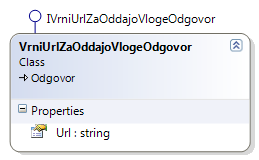 IVrniUrlZaOddajoVlogeOdgovor
VrniUrlZaOddajoVlogeOdgovor
Class
Odgovor
Properties
Url : string